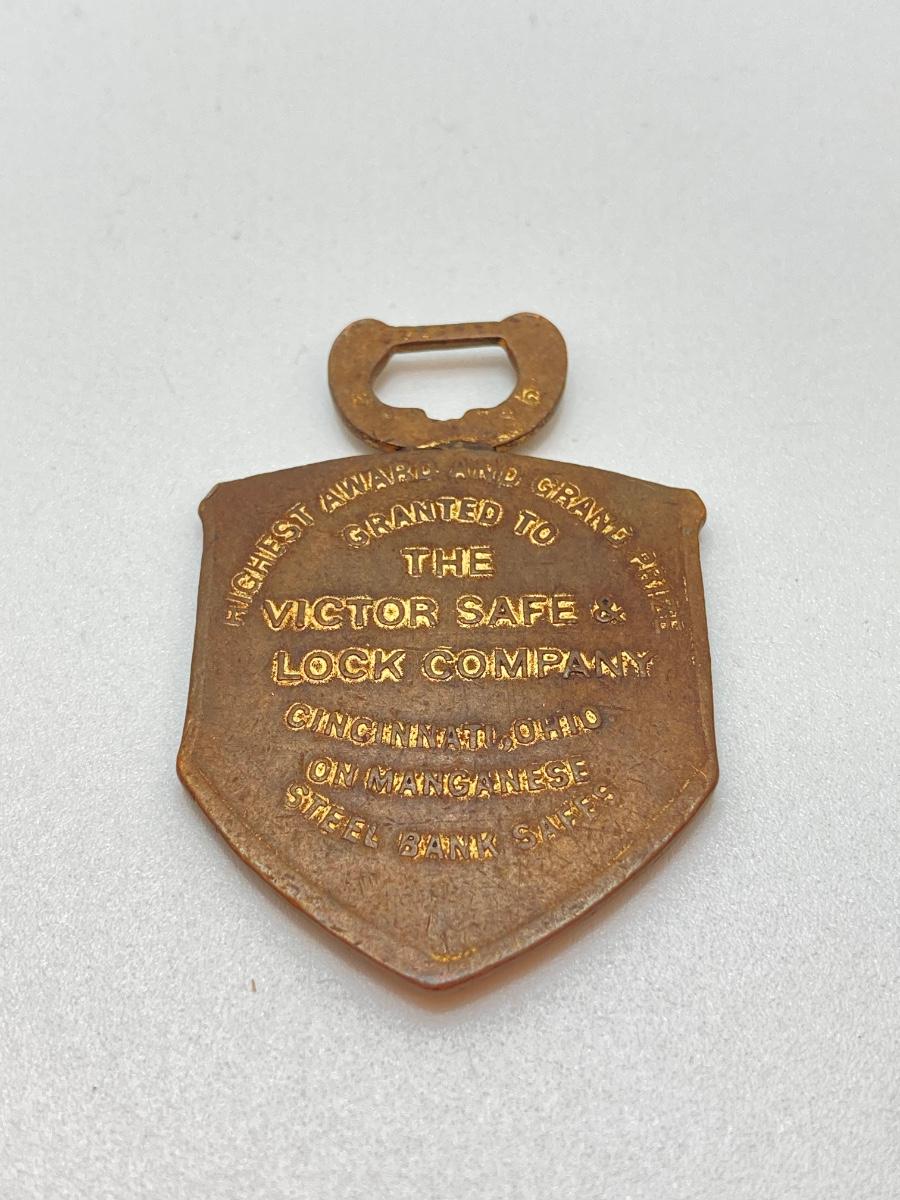 HIGHEST AWARD AND GRAND PRIZE
GRANTED TO
THE
VICTOR SAFE &
LOCK COMPANY
CINCINNATI, OHIO
ON MANGANESE
STEEL BANK SAFES